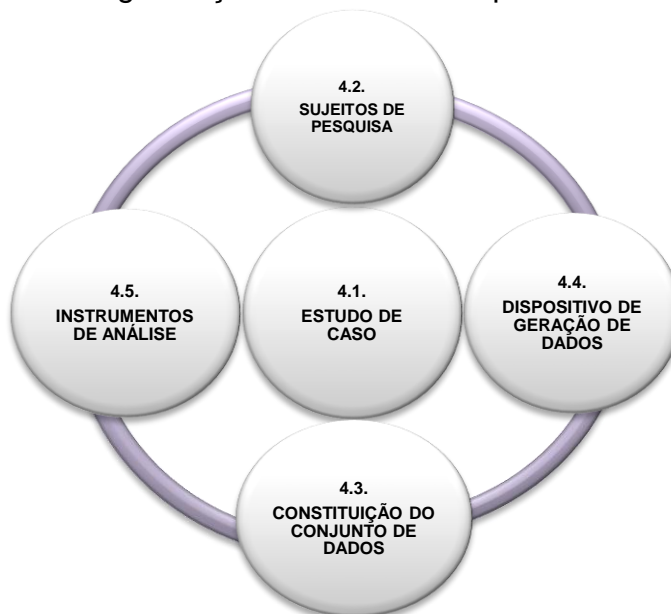 4.2.
SUJEITOS DE
PESQUISA
4.5.
INSTRUMENTOS
DE ANÁLISE
4.1.
ESTUDO DE
CASO
4.4.
DISPOSITIVO DE
GERAÇÃO DE
DADOS
4.3.
CONSTITUIÇÃO DO
CONJUNTO DE
DADOS